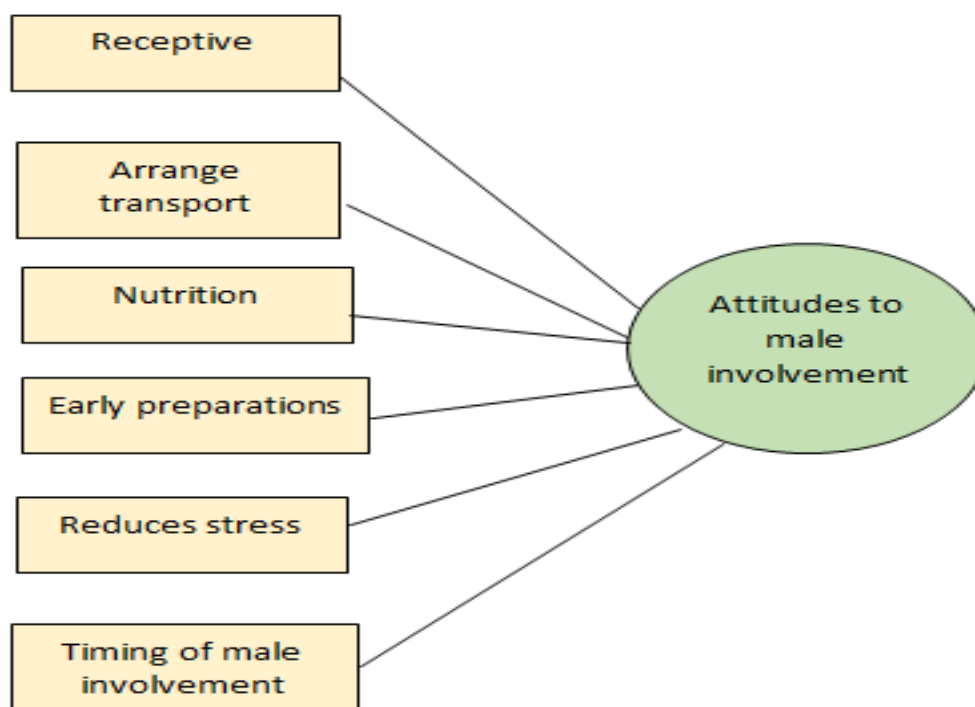 Receptive
Arrange
transport
Nutrition
Early preparations
Reduces stress
Timing of male
involvement
Attitudes to
male
involvement